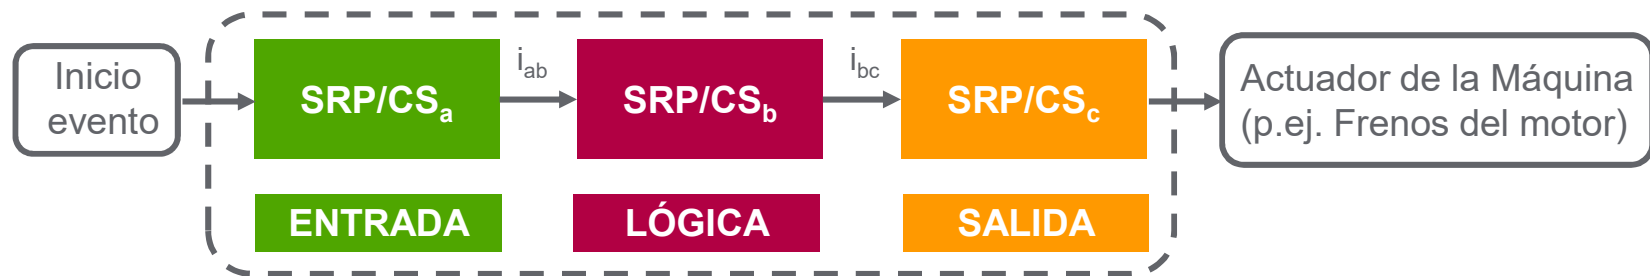 Inicio
evento
SRP/CSa
iab
SRP/CSb
ibc
SRP/CSc
Actuador de la Máquina
(p.ej. Frenos del motor)
ENTRADA
LÓGICA
SALIDA